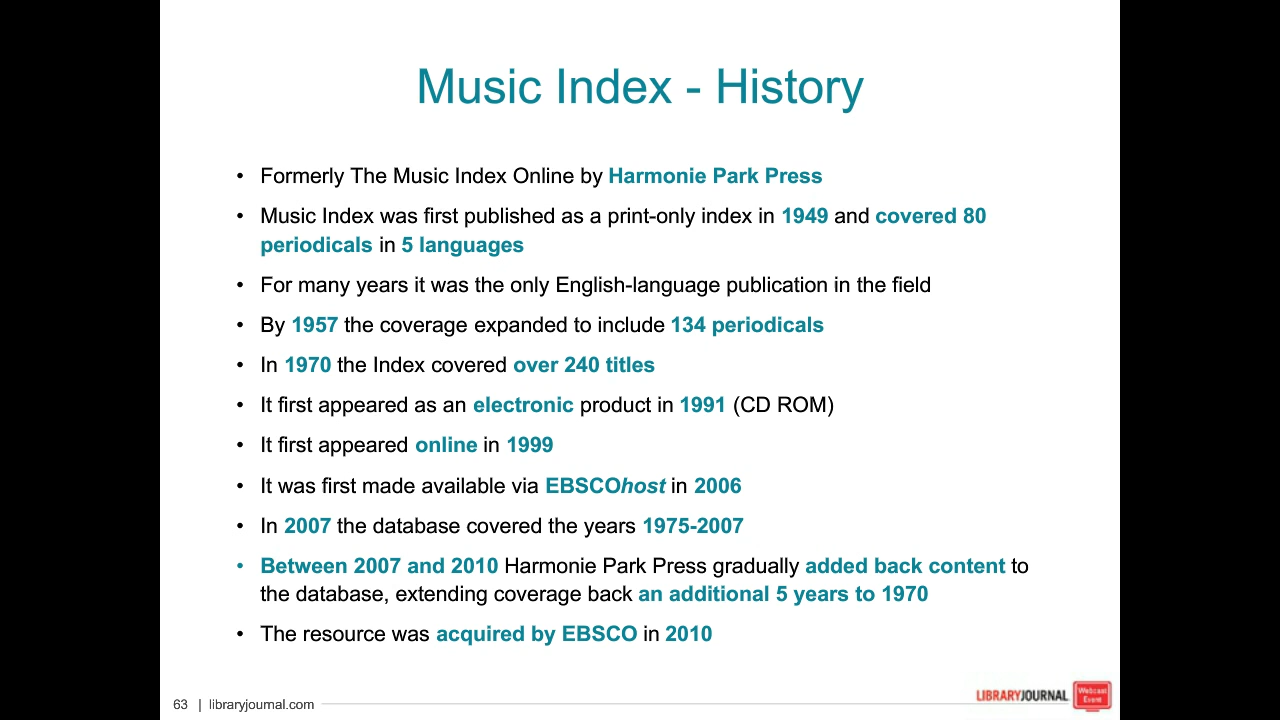 Music Index - History
• Formerly The Music Index Online by Harmonie Park Press
• Music Index was first published as a print-only index in 1949 and covered 80
periodicals in 5 languages
• For many years it was the only English-language publication in the field
• By 1957 the coverage expanded to include 134 periodicals
• In 1970 the Index covered over 240 titles
• It first appeared as an electronic product in 1991 (CD ROM)
• It first appeared online in 1999
• It was first made available via EBSCOhost in 2006
• In 2007 the database covered the years 1975-2007
• Between 2007 and 2010 Harmonie Park Press gradually added back content to
the database, extending coverage back an additional 5 years to 1970
• The resource was acquired by EBSCO in 2010
63 | libraryjournal.com
LIBRARYJOURNAL
Webcast
Event